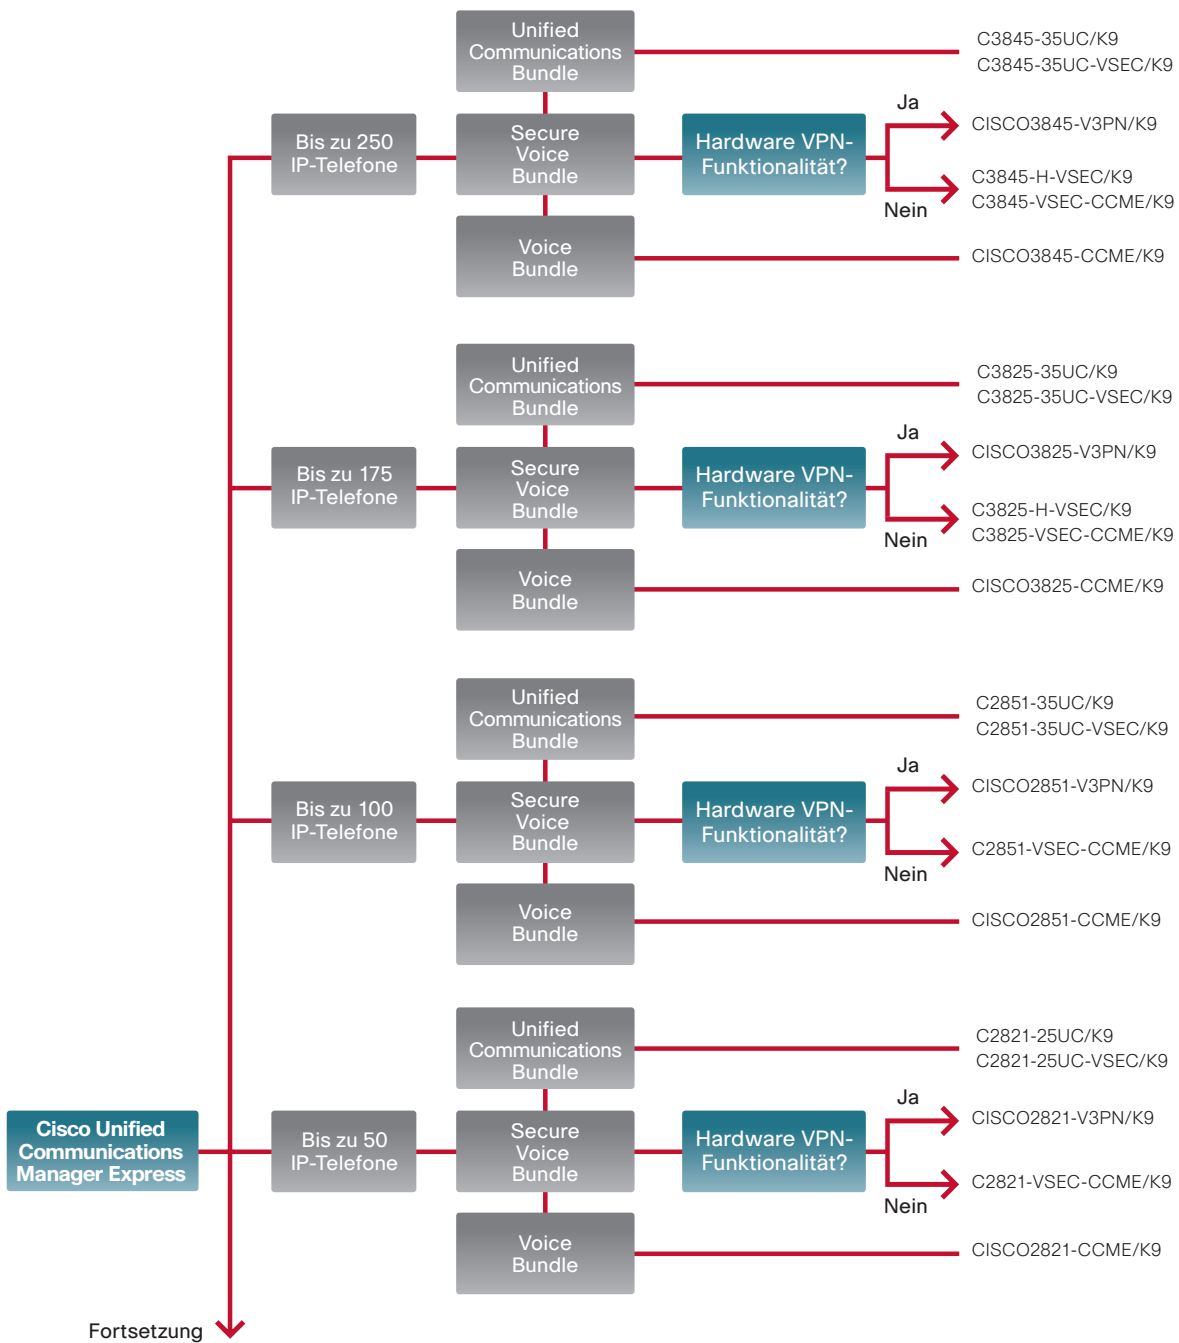 Unified
Communications
Bundle
C3845-35UC/K9
C3845-35UC-VSEC/K9
Bis zu 250
IP-Telefone
Secure
Voice
Bundle
Hardware VPN-
Funktionalität?
Ja
CISCO3845-V3PN/K9
Nein
C3845-H-VSEC/K9
C3845-VSEC-CCME/K9
Voice
Bundle
CISCO3845-CCME/K9
Unified
Communications
Bundle
C3825-35UC/K9
C3825-35UC-VSEC/K9
Bis zu 175
IP-Telefone
Secure
Voice
Bundle
Hardware VPN-
Funktionalität?
Ja
CISCO3825-V3PN/K9
Nein
C3825-H-VSEC/K9
C3825-VSEC-CCME/K9
Voice
Bundle
CISCO3825-CCME/K9
Unified
Communications
Bundle
C2851-35UC/K9
C2851-35UC-VSEC/K9
Bis zu 100
IP-Telefone
Secure
Voice
Bundle
Hardware VPN-
Funktionalität?
Ja
CISCO2851-V3PN/K9
Nein
C2851-VSEC-CCME/K9
Voice
Bundle
CISCO2851-CCME/K9
Unified
Communications
Bundle
C2821-25UC/K9
C2821-25UC-VSEC/K9
Cisco Unified
Communications
Manager Express
Bis zu 50
IP-Telefone
Secure
Voice
Bundle
Hardware VPN-
Funktionalität?
Ja
CISCO2821-V3PN/K9
Nein
C2821-VSEC-CCME/K9
Voice
Bundle
CISCO2821-CCME/K9
Fortsetzung